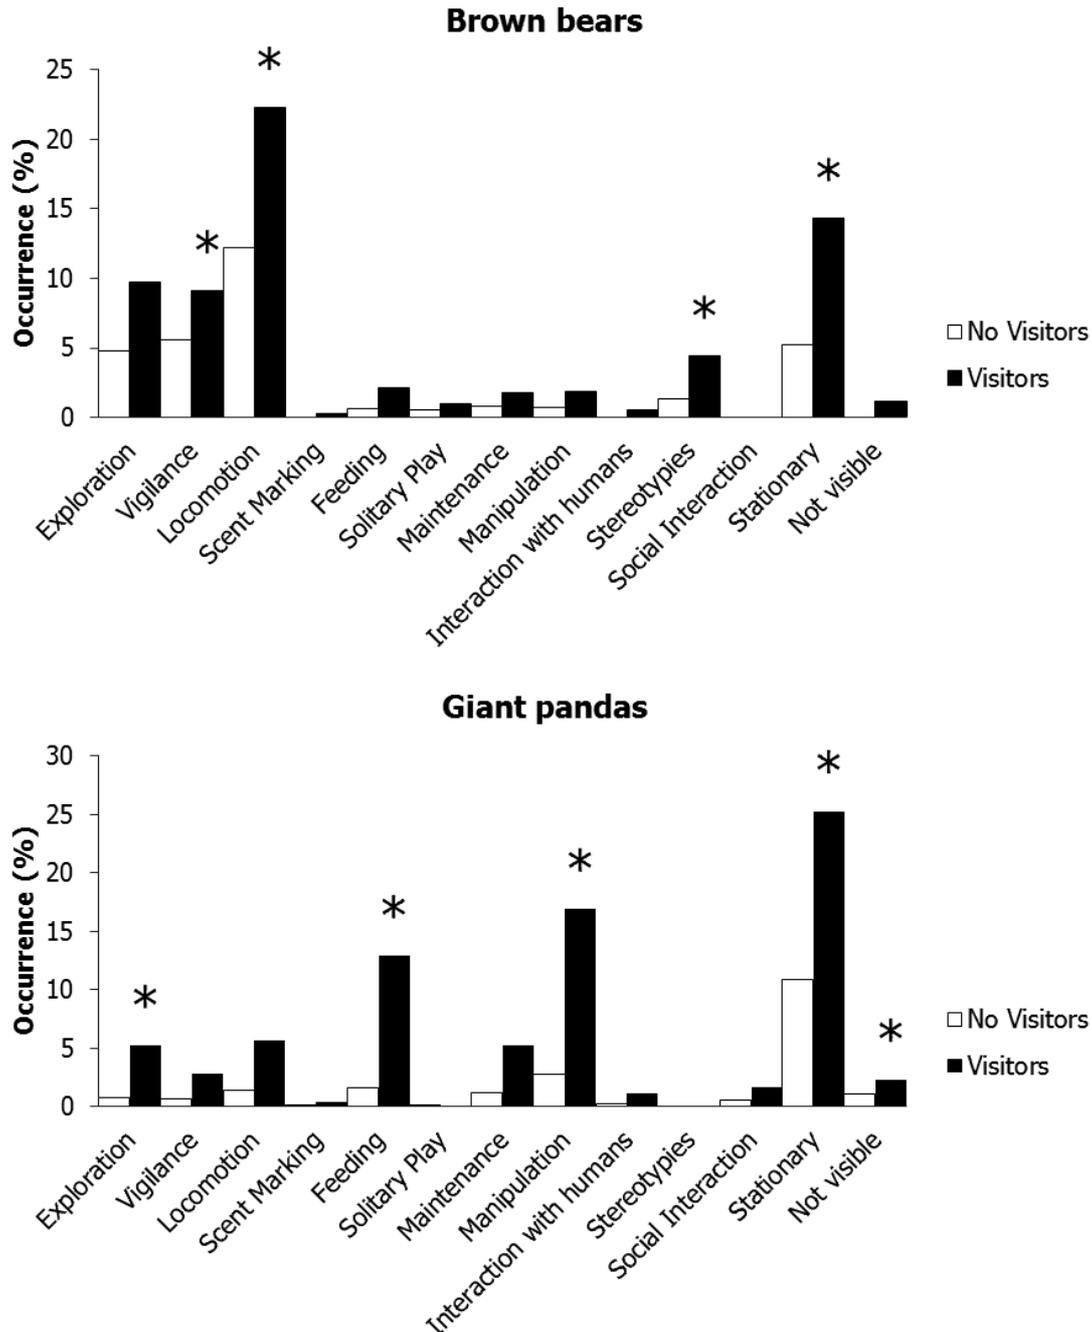 Brown bears
*
25
20
*
15
*
10
*
5
0
Occurrence (%)
No Visitors
Visitors
Exploration
Vigilance
Locomotion
Scent Marking
Feeding
Solitary Play
Maintenance
Manipulation
Interaction with humans
Stereotypies
Social Interaction
Stationary
Not visible
Giant pandas
30
*
25
*
20
*
15
10
*
*
5
0
Occurrence (%)
No Visitors
Visitors
Exploration
Vigilance
Locomotion
Scent Marking
Feeding
Solitary Play
Maintenance
Manipulation
Interaction with humans
Stereotypies
Social Interaction
Stationary
Not visible